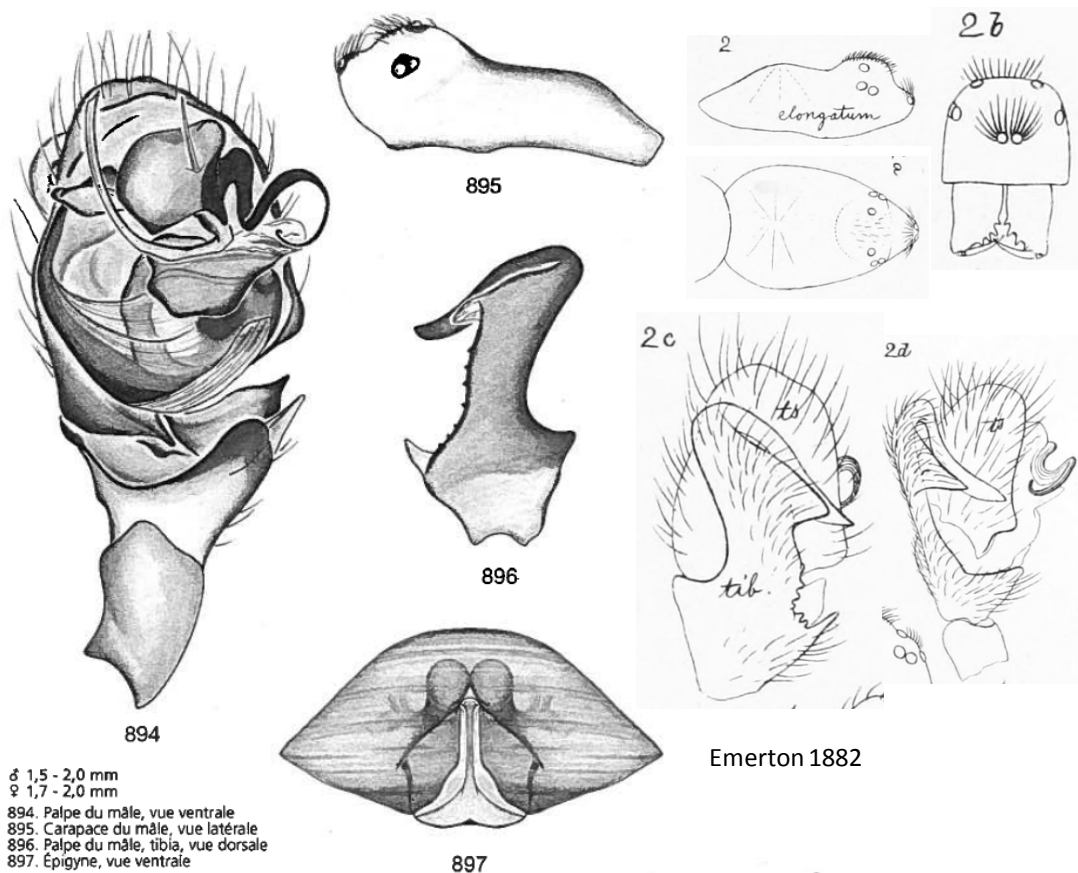 894
♂ 1,5 - 2,0 mm
♀ 1,7 - 2,0 mm
894. Palpe du mâle, vue ventrale
895. Carapace du mâle, vue latérale
896. Palpe du mâle, tibia, vue dorsale
897. Épigyne, vue ventrale
895
896
897
2
elongatum
2b
2c
ts
tib.
2d
ts
Emerton 1882